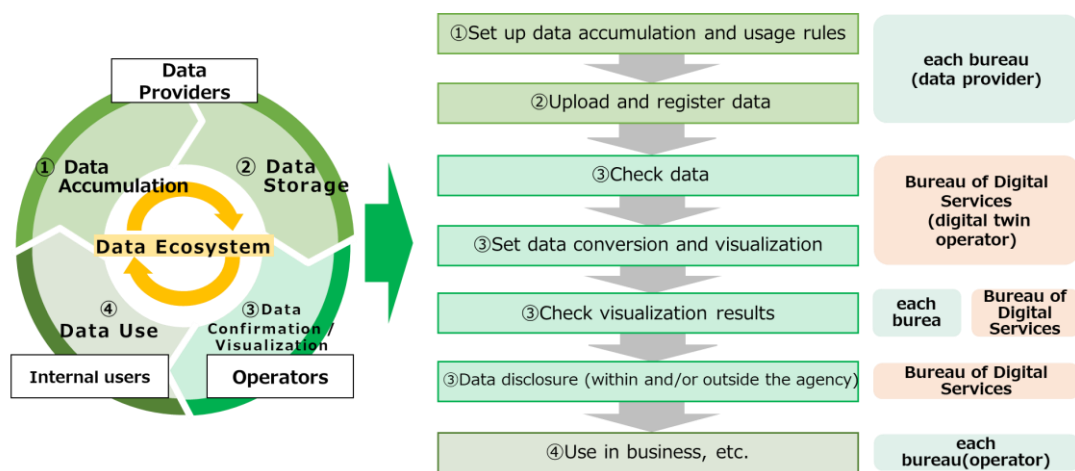 Data
Providers
① Data
Accumulation
② Data
Storage
Data Ecosystem
④
Data Use
③Data
Confirmation /
Visualization
Internal users
Operators
①Set up data accumulation and usage rules
each bureau
(data provider)
②Upload and register data
③Check data
Bureau of Digital
Services
(digital twin
operator)
③Set data conversion and visualization
③Check visualization results
each
burea
Bureau of
Digital
Services
③Data disclosure (within and/or outside the agency)
Bureau of Digital
Services
④Use in business, etc.
each
bureau(operator)